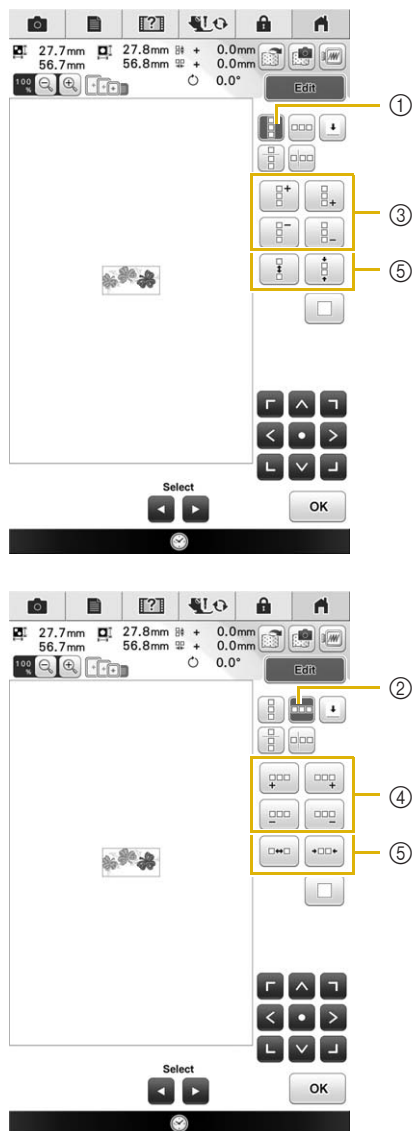 27.7mm 27.8mm + 0.0mm
56.7mm 56.8mm + 0.0mm
100 % 0.0°
Edit
①
③
⑤
Select
OK
27.7mm 27.8mm + 0.0mm
56.7mm 56.8mm + 0.0mm
100 % 0.0°
Edit
②
④
⑤
Select
OK